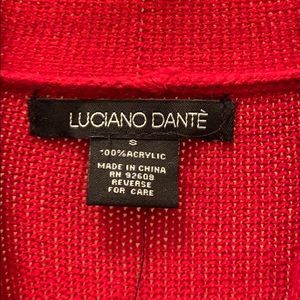 LUCIANO DANTÈ
S
100% ACRYLIC
MADE IN CHINA
RN 92608
REVERSE
FOR CARE